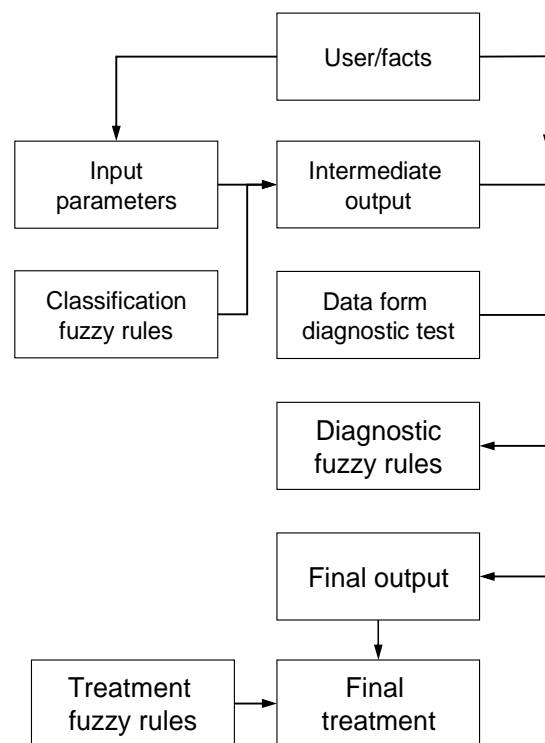 User/facts
Input
parameters
Intermediate
output
Classification
fuzzy rules
Data form
diagnostic test
Diagnostic
fuzzy rules
Final output
Treatment
fuzzy rules
Final
treatment